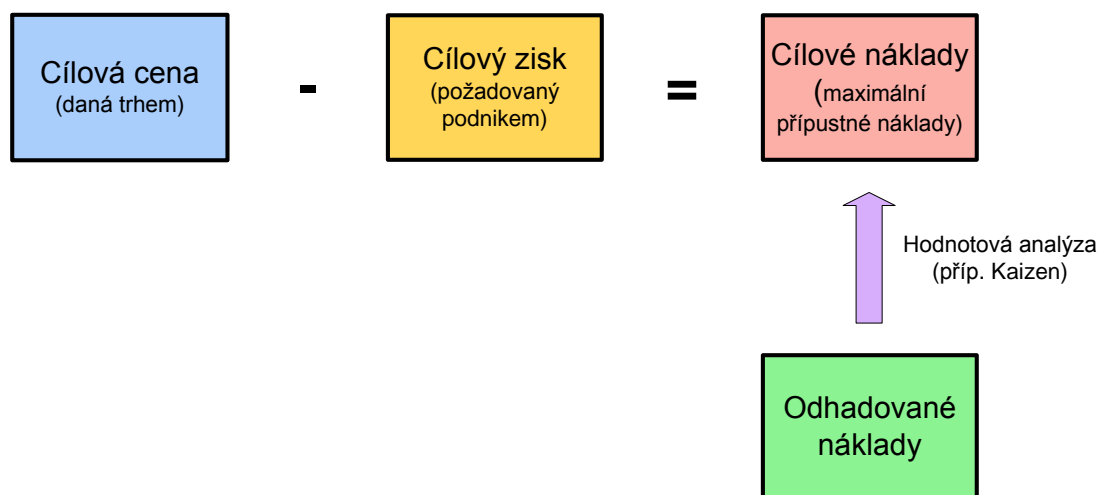 Cílová cena
(daná trhem)
-
Cílový zisk
(požadovaný
podnikem)
=
Cílové náklady
(maximální
přípustné náklady)
Hodnotová analýza
(příp. Kaizen)
Odhadované
náklady